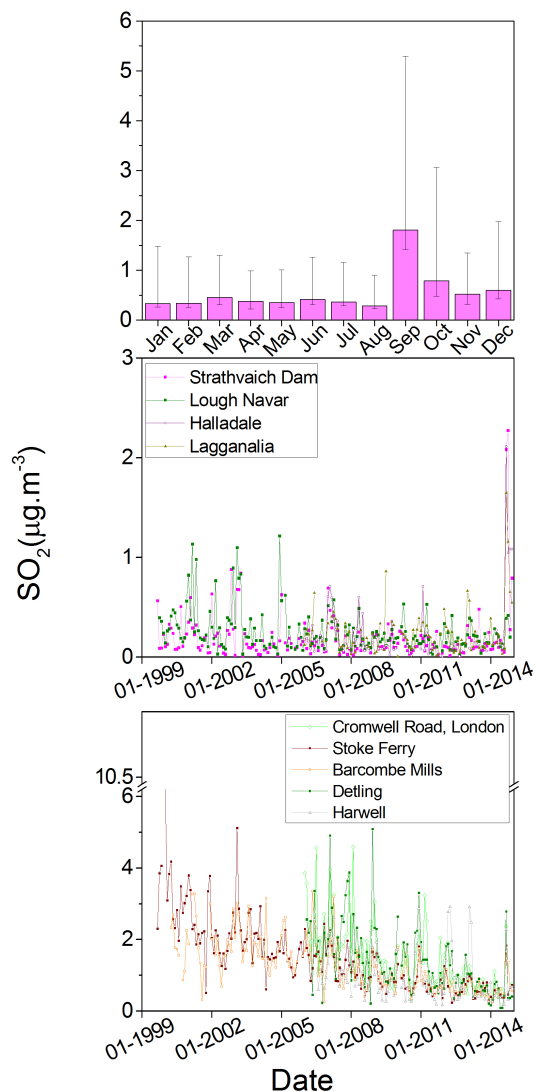 6
5
4
3
2
1
0
Jan Feb Mar Apr May Jun Jul Aug Sep Oct Nov Dec
3
2
1
0
Strathvaich Dam
Lough Navar
Halladale
Lagganalia
01-1999 01-2002 01-2005 01-2008 01-2011 01-2014
SO₂(μg.m⁻³)
10.5
6
4
2
0
Cromwell Road, London
Stoke Ferry
Barcombe Mills
Detling
Harwell
01-1999 01-2002 01-2005 01-2008 01-2011 01-2014
Date